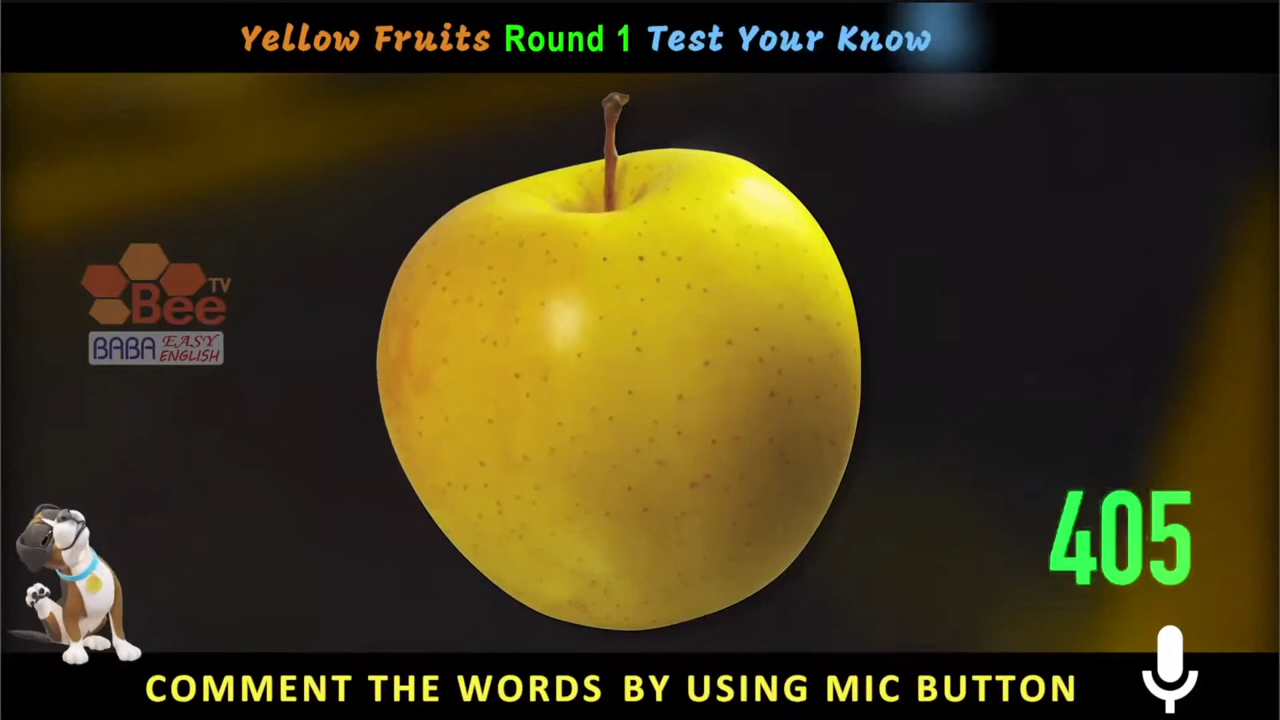 Yellow Fruits Round 1 Test Your Know
TV
Bee
BABA EASY ENGLISH
405
COMMENT THE WORDS BY USING MIC BUTTON